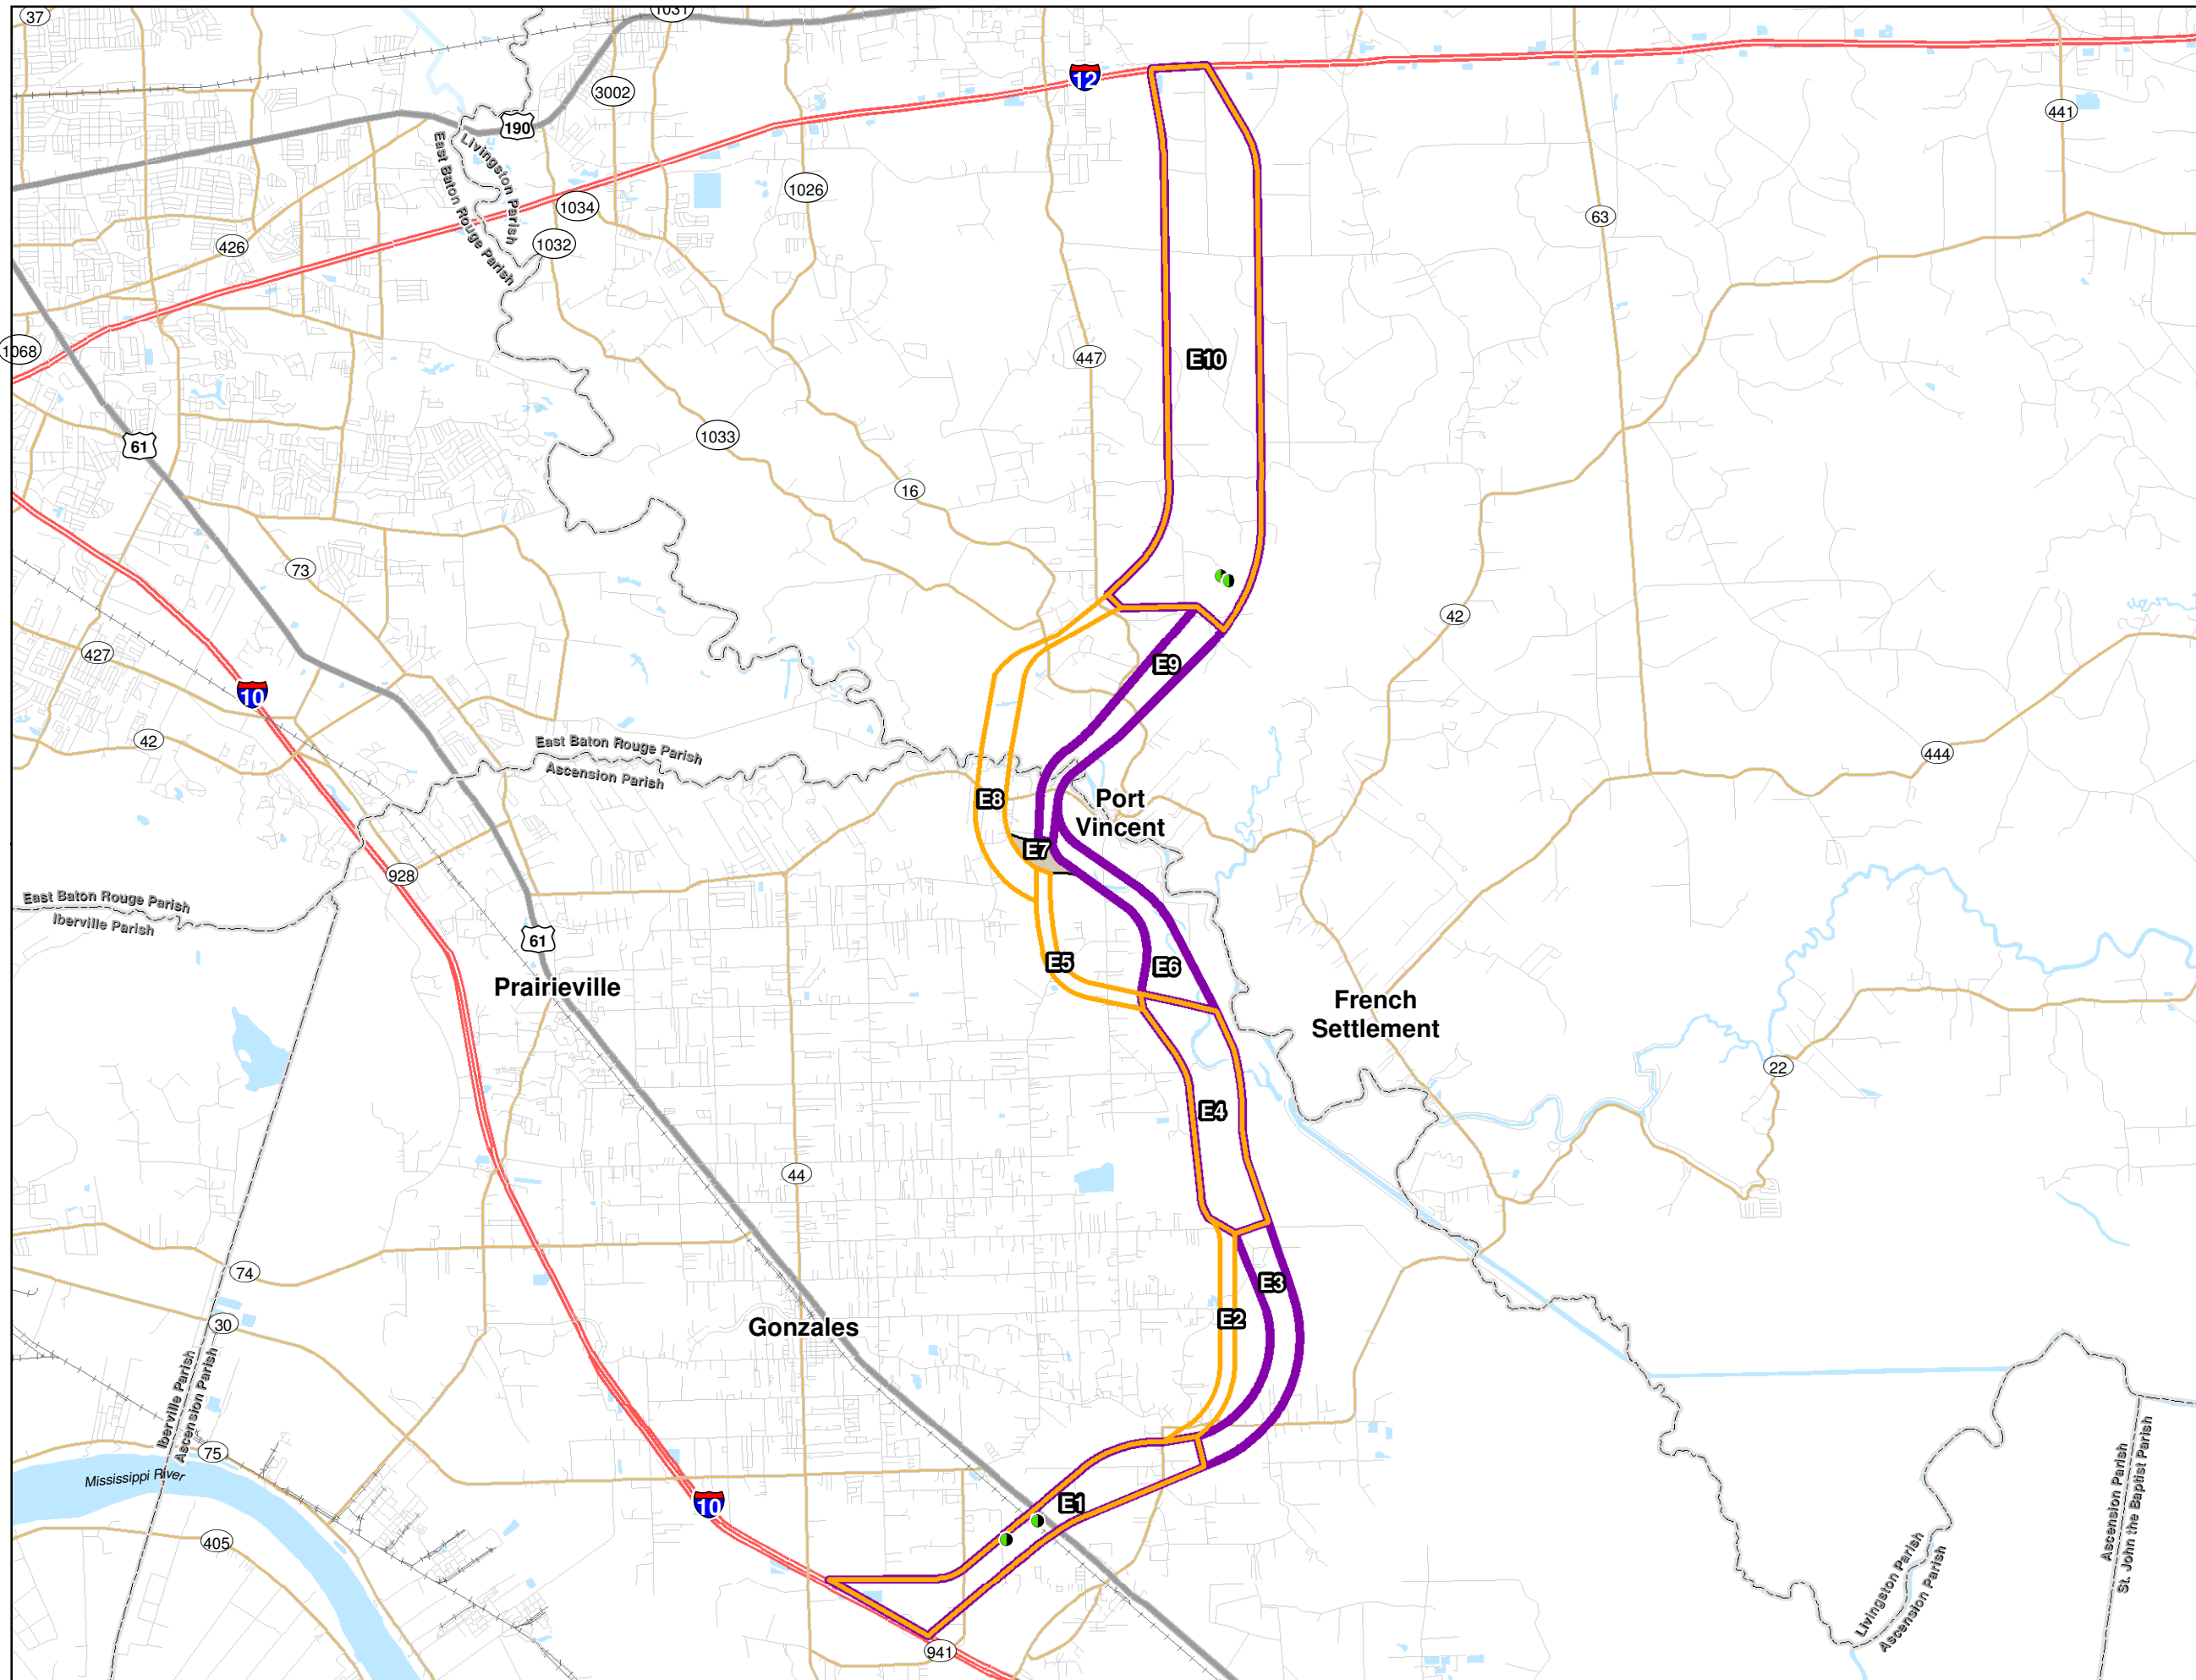 37
1031
12
3002
190
441
Livingston Parish
East Baton Rouge Parish
1026
1034
63
426
1032
1068
447
E10
61
1033
16
73
42
427
E9
10
42
East Baton Rouge Parish
Ascension Parish
444
E8
Port
Vincent
E7
928
East Baton Rouge Parish
Iberville Parish
61
E5
E6
Prairieville
French
Settlement
22
E4
44
74
E3
E2
30
Gonzales
Iberville Parish
Ascension Parish
75
Mississippi River
10
E1
405
941
Livingston Parish
Ascension Parish
Ascension Parish
St. John the Baptist Parish